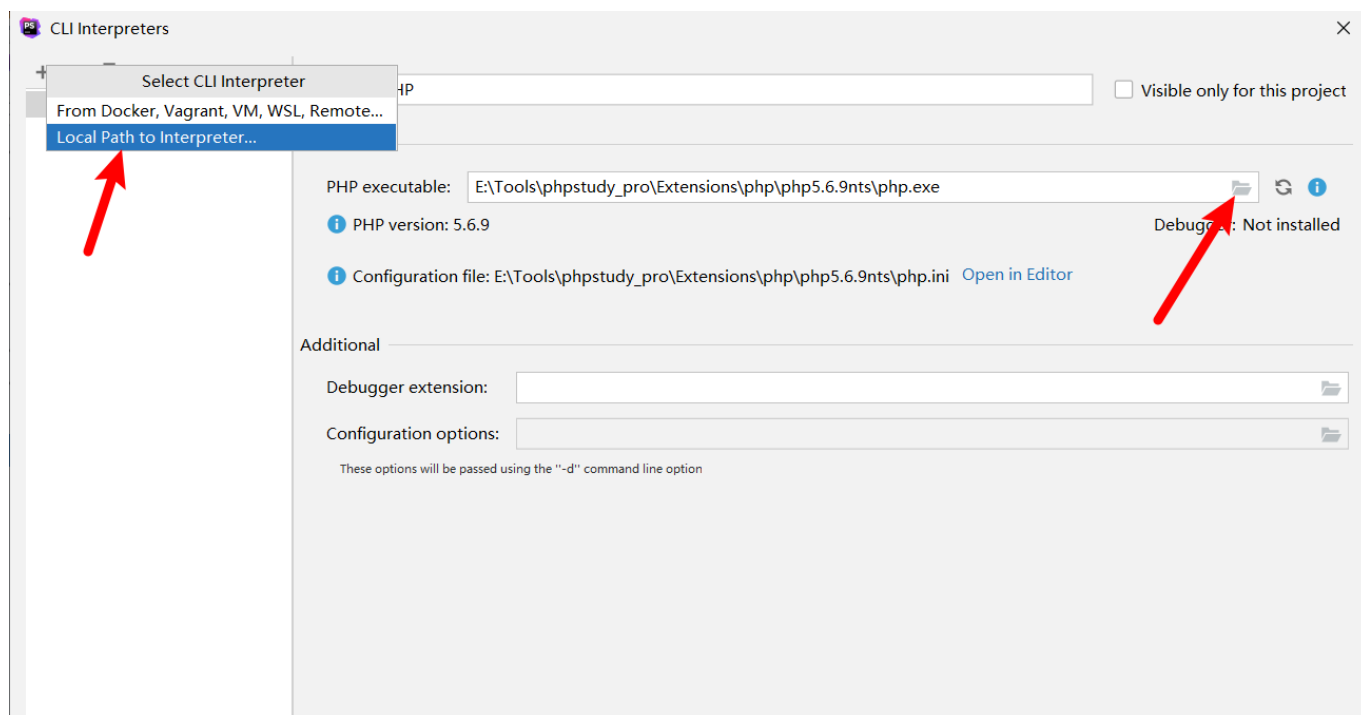 PS CLI Interpreters
Select CLI Interpreter
HP
Visible only for this project
From Docker, Vagrant, VM, WSL, Remote...
Local Path to Interpreter...
PHP executable: E:\Tools\phpstudy_pro\Extensions\php\php5.6.9nts\php.exe
PHP version: 5.6.9
Debugger: Not installed
Configuration file: E:\Tools\phpstudy_pro\Extensions\php\php5.6.9nts\php.ini Open in Editor
Additional
Debugger extension:
Configuration options:
These options will be passed using the "-d" command line option